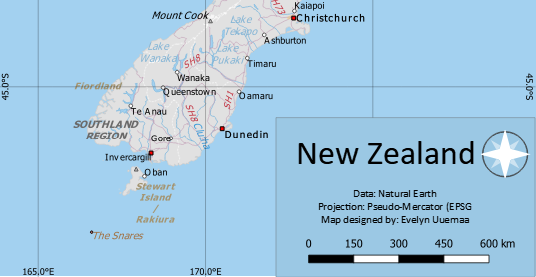 Kaiapoi
SH73
Mount Cook
Christchurch
Lake
Tekapo
Ashburton
Lake
Wanaka
Lake
Pukaki
SH8
Timaru
Wanaka
45.0°S
Fiordland
Queenstown
SH1
Oamaru
45.0°S
Te Anau
SH8
Clutha
SOUTHLAND
REGION
Gore
Dunedin
Invercargill
Oban
Stewart
Island
/
Rakiura
The Snares
New Zealand
Data: Natural Earth
Projection: Pseudo-Mercator (EPSG
Map designed by: Evelyn Uuemaa
0 150 300 450 600 km
165.0°E
170.0°E